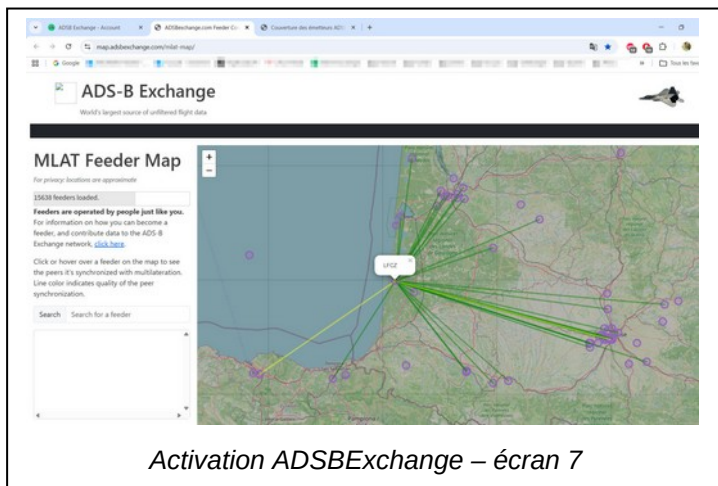 ADSB Exchange - Account
ADSBexchange.com Feeder Co
Couverture des émetteurs ADS
map.adsbexchange.com/mlat-map/
Google
Tous les fav
ADS-B Exchange
World's largest source of unfiltered flight data
MLAT Feeder Map
For privacy: locations are approximate
15638 feeders loaded.
Feeders are operated by people just like you.
For information on how you can become a
feeder, and contribute data to the ADS-B
Exchange network, click here.
Click or hover over a feeder on the map to see
the peers it's synchronized with multilateration.
Line color indicates quality of the peer
synchronization.
Search
Search for a feeder
+
−
LFGZ
Pamplona
Activation ADSBExchange – écran 7